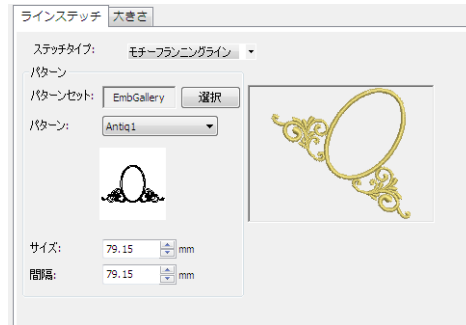 ラインステッチ 大きさ
ステッチタイプ: モチーフランニングライン
パターン
パターンセット: EmbGallery 選択
パターン: Antiq1
サイズ: 79.15 mm
間隔: 79.15 mm